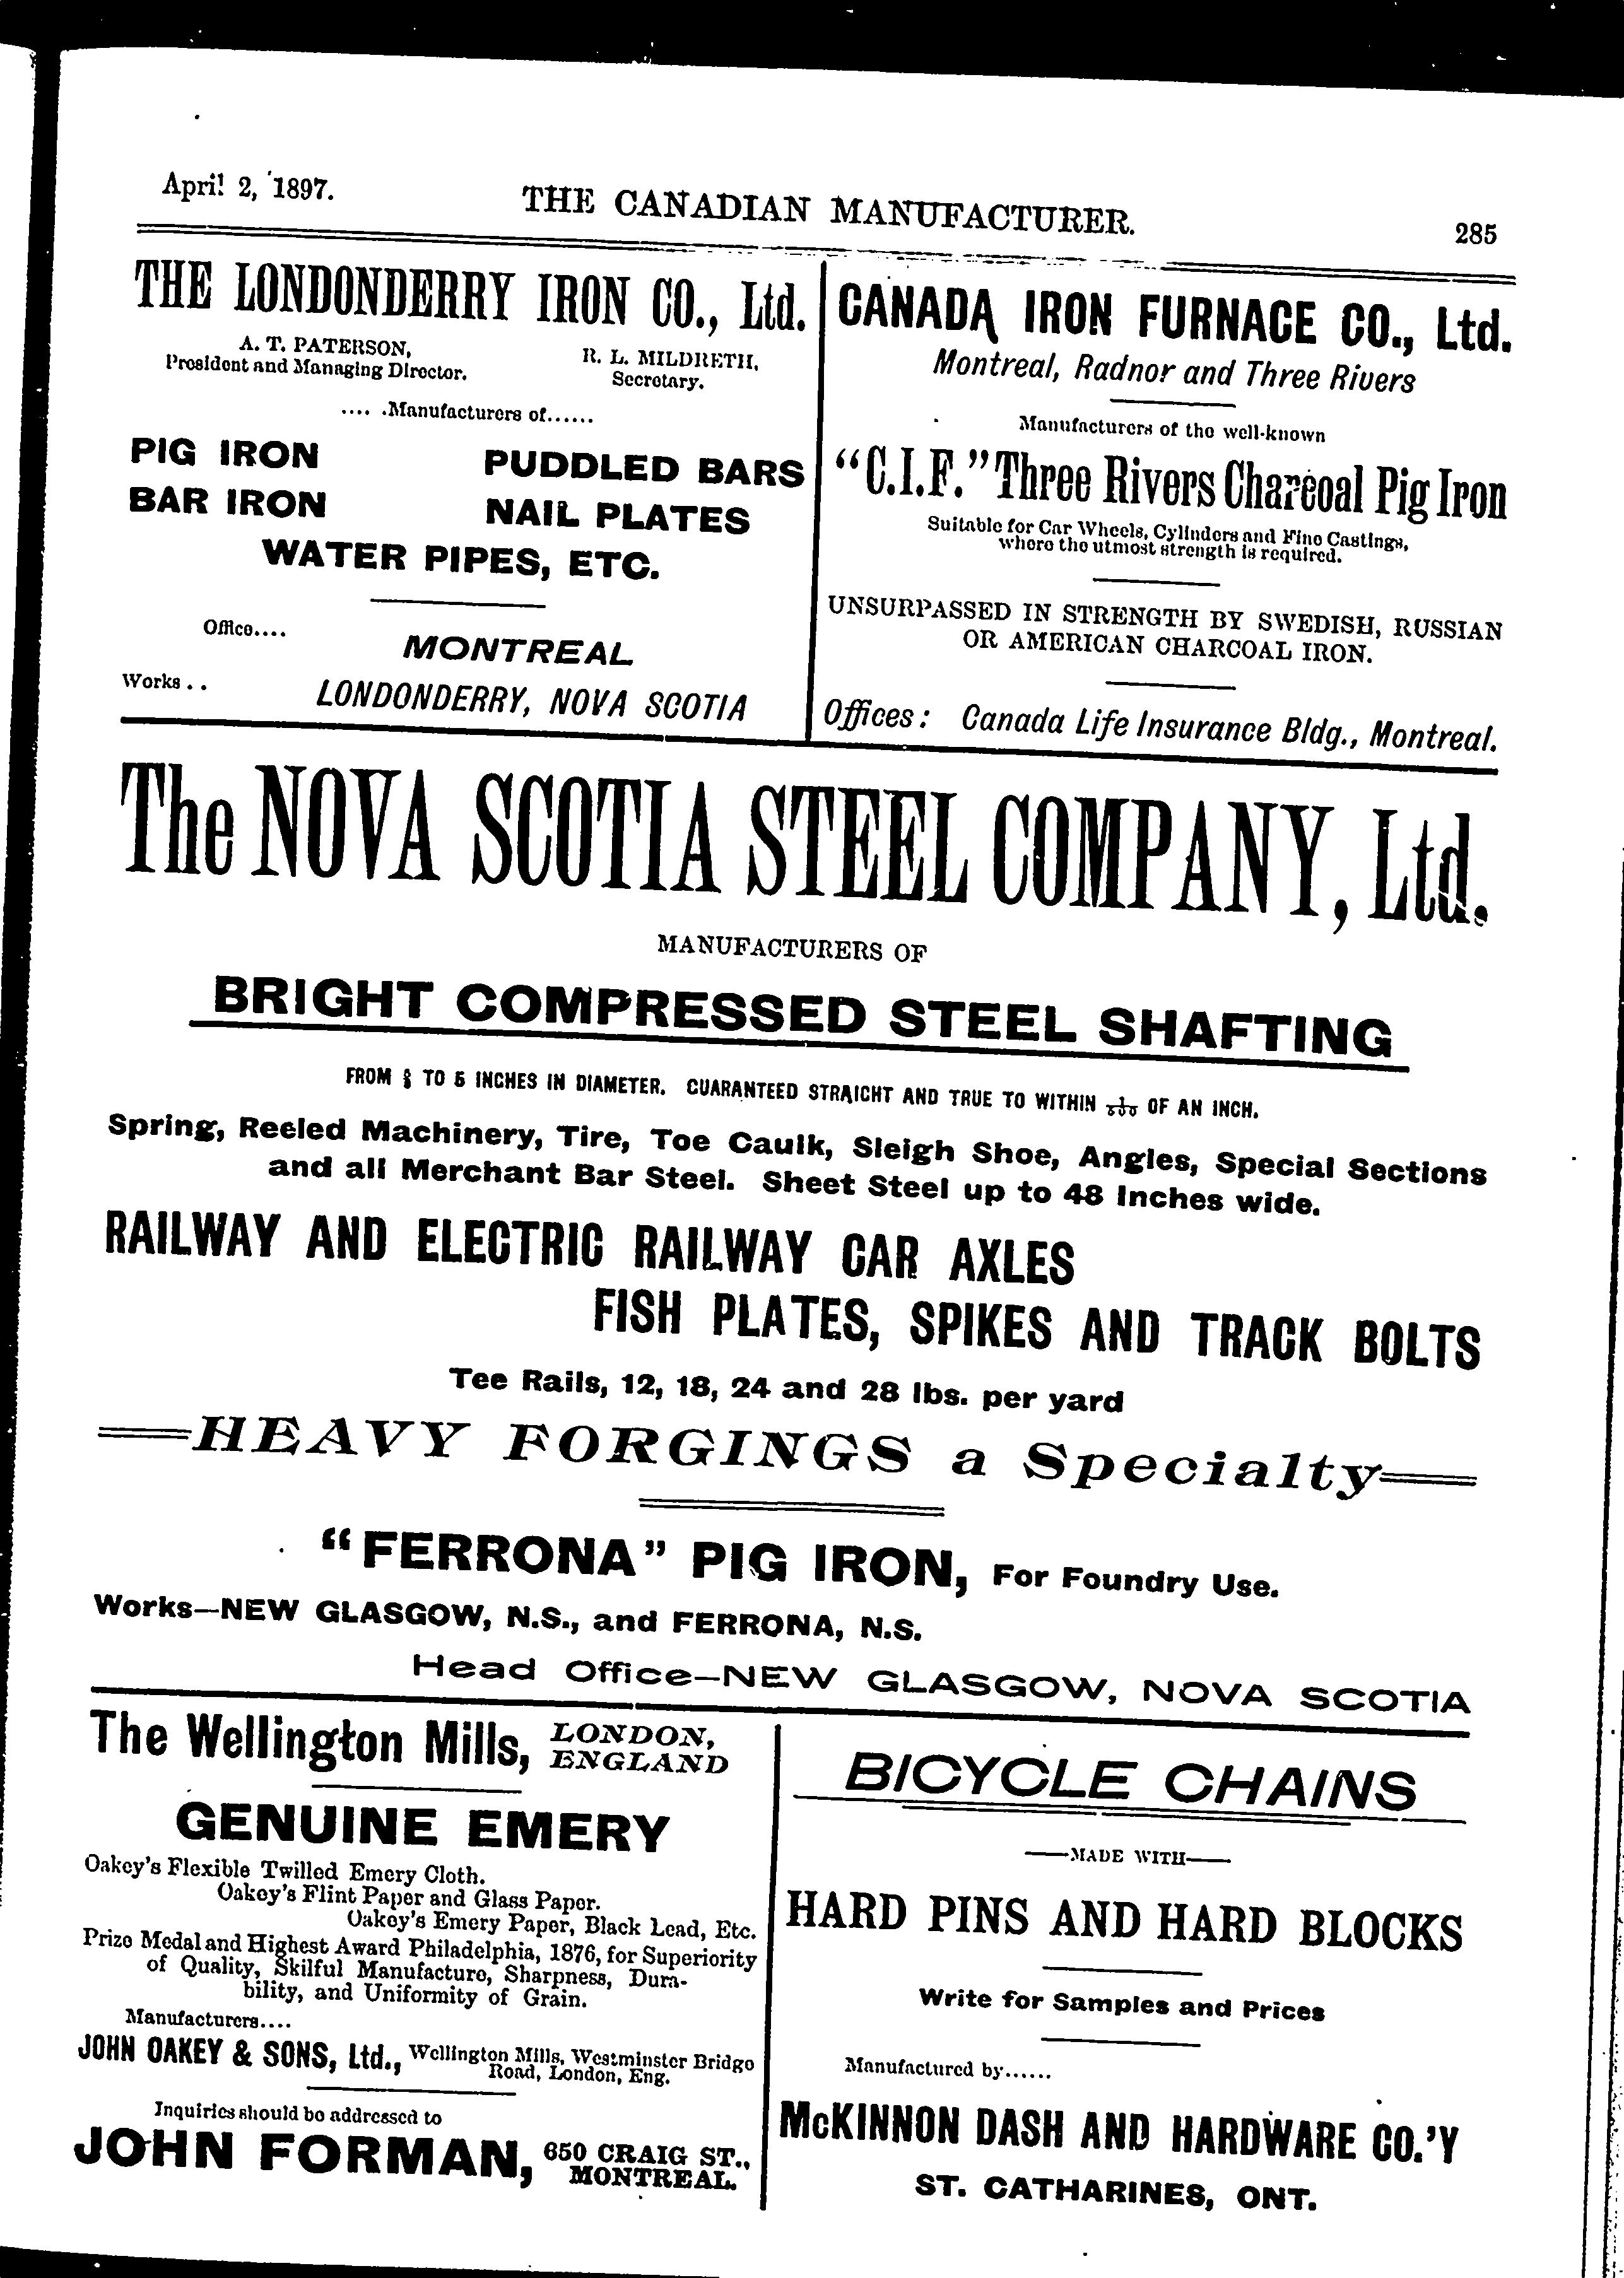 April 2, 1897.
THE CANADIAN MANUFACTURER.
285
THE LONDONDERRY IRON CO., Ltd.
A. T. PATERSON,
President and Managing Director.
R. L. MILDRETH,
Secretary.
.... .Manufacturers of......
PIG IRON
PUDDLED BARS
BAR IRON
NAIL PLATES
WATER PIPES, ETC.
Office....
MONTREAL
Works..
LONDONDERRY, NOVA SCOTIA
CANADA IRON FURNACE CO., Ltd.
Montreal, Radnor and Three Rivers
Manufacturers of the well-known
"C.I.F." Three Rivers Charcoal Pig Iron
Suitable for Car Wheels, Cylinders and Fine Castings,
where the utmost strength is required.
UNSURPASSED IN STRENGTH BY SWEDISH, RUSSIAN
OR AMERICAN CHARCOAL IRON.
Offices: Canada Life Insurance Bldg., Montreal.
The NOVA SCOTIA STEEL COMPANY, Ltd.
MANUFACTURERS OF
BRIGHT COMPRESSED STEEL SHAFTING
FROM TO 5 INCHES IN DIAMETER. GUARANTEED STRAIGHT AND TRUE TO WITHIN OF AN INCH.
Spring, Reeled Machinery, Tire, Toe Caulk, Sleigh Shoe, Angles, Special Sections
and all Merchant Bar Steel. Sheet Steel up to 48 Inches wide.
RAILWAY AND ELECTRIC RAILWAY CAR AXLES
FISH PLATES, SPIKES AND TRACK BOLTS
Tee Rails, 12, 18, 24 and 28 lbs. per yard
HEAVY FORGINGS a Specialty
"FERRONA" PIG IRON, For Foundry Use.
Works—NEW GLASGOW, N.S., and FERRONA, N.S.
Head Office—NEW GLASGOW, NOVA SCOTIA
The Wellington Mills, LONDON,
ENGLAND
GENUINE EMERY
Oakey's Flexible Twilled Emery Cloth.
Oakey's Flint Paper and Glass Paper.
Oakey's Emery Paper, Black Lead, Etc.
Prize Medal and Highest Award Philadelphia, 1876, for Superiority
of Quality, Skilful Manufacture, Sharpness, Dura-
bility, and Uniformity of Grain.
Manufacturers....
JOHN OAKEY & SONS, Ltd., Wellington Mills, Westminster Bridge
Road, London, Eng.
Inquiries should be addressed to
JOHN FORMAN, 650 CRAIG ST.,
MONTREAL.
BICYCLE CHAINS
—MADE WITH—
HARD PINS AND HARD BLOCKS
Write for Samples and Prices
Manufactured by......
McKINNON DASH AND HARDWARE CO.'Y
ST. CATHARINES, ONT.